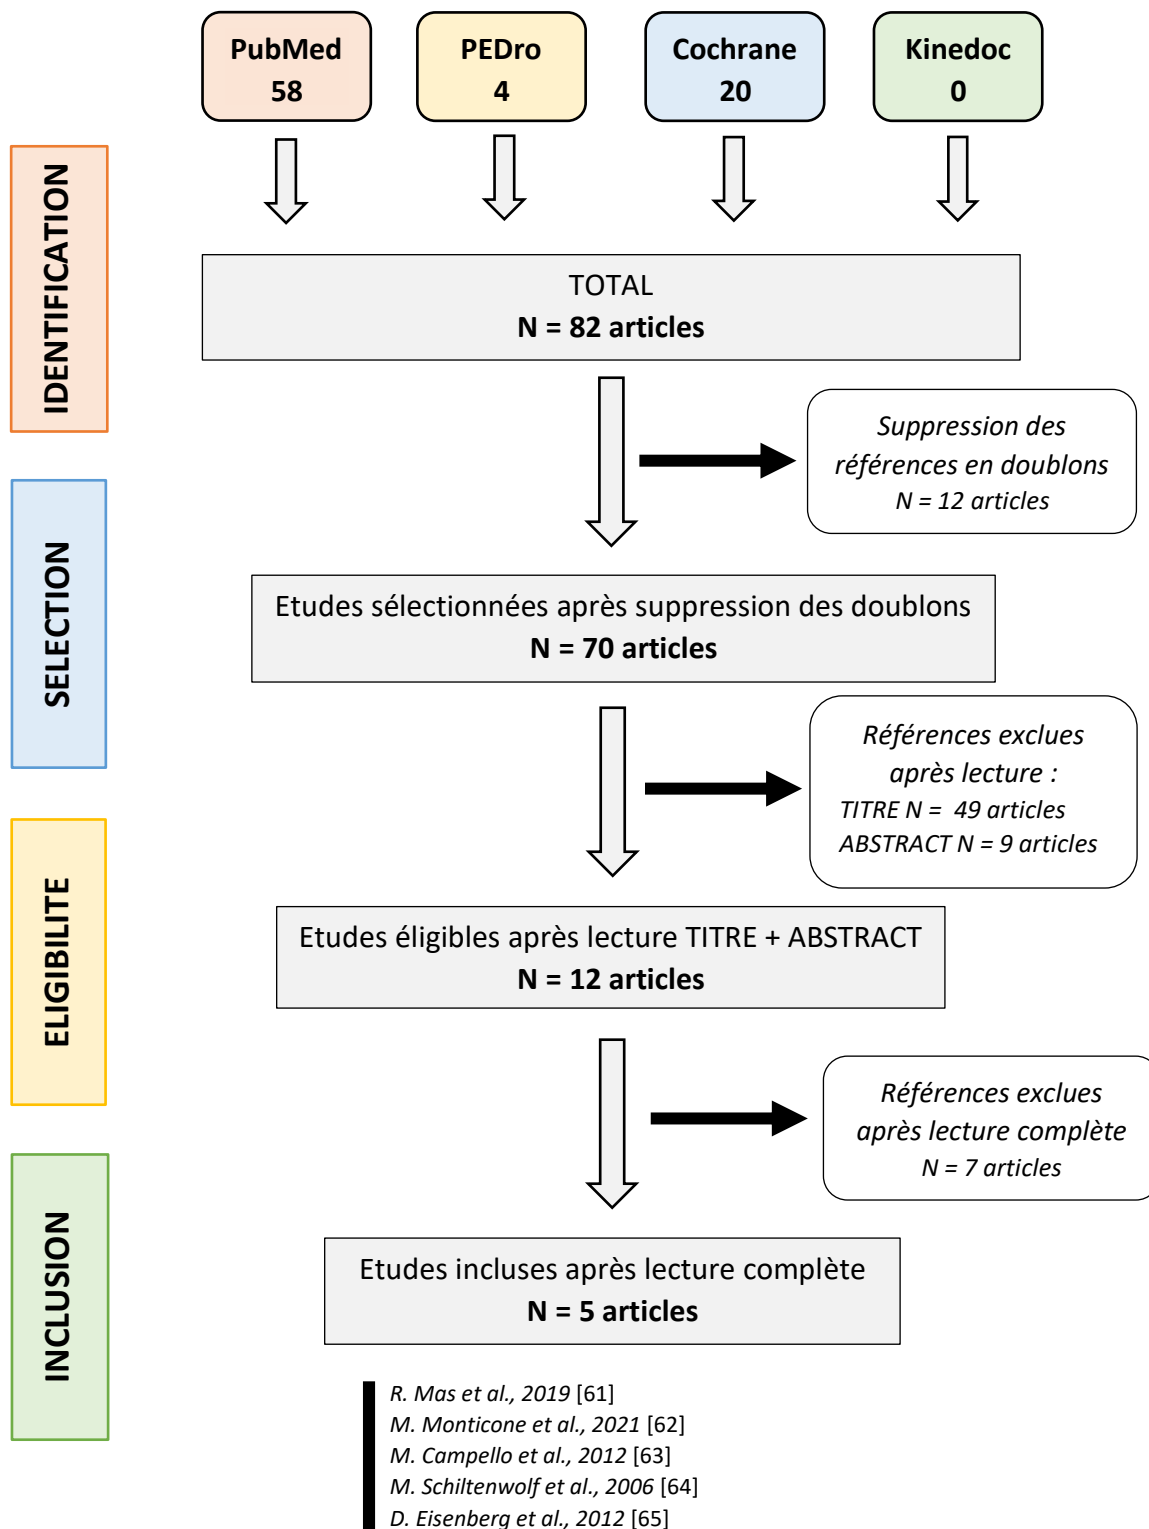 PubMed
58
PEDro
4
Cochrane
20
Kinedoc
0
IDENTIFICATION
TOTAL
N = 82 articles
Suppression des
références en doublons
N = 12 articles
SELECTION
Etudes sélectionnées après suppression des doublons
N = 70 articles
Références exclues
après lecture :
TITRE N =  49 articles
ABSTRACT N = 9 articles
ELIGIBILITE
Etudes éligibles après lecture TITRE + ABSTRACT
N = 12 articles
Références exclues
après lecture complète
N = 7 articles
INCLUSION
Etudes incluses après lecture complète
N = 5 articles
R. Mas et al., 2019 [61]
M. Monticone et al., 2021 [62]
M. Campello et al., 2012 [63]
M. Schiltenwolf et al., 2006 [64]
D. Eisenberg et al., 2012 [65]